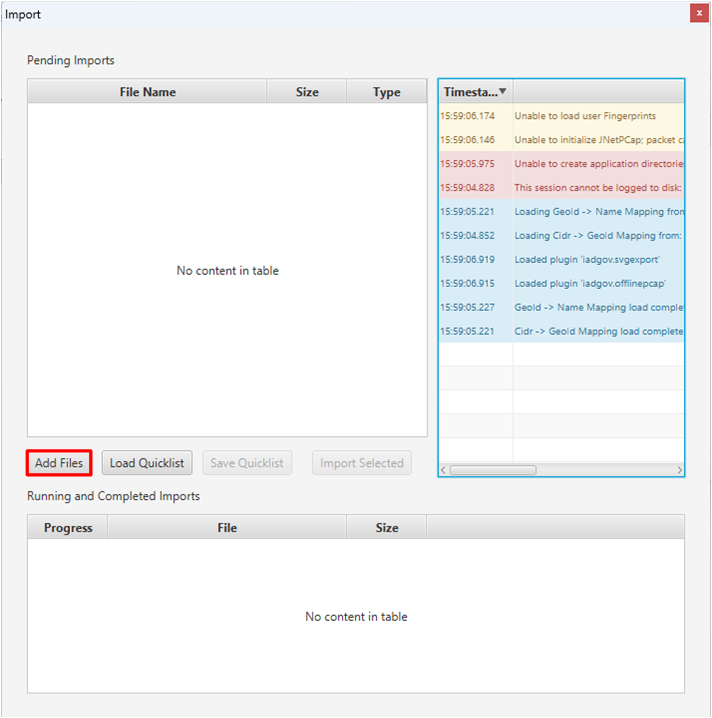 Import
Pending Imports
File Name Size Type
No content in table
Timesta...
15:59:06.174 Unable to load user Fingerprints
15:59:06.146 Unable to initialize JNetPCap; packet ca
15:59:05.975 Unable to create application directorie
15:59:04.828 This session cannot be logged to disk:
15:59:05.221 Loading GeoId -> Name Mapping from
15:59:04.852 Loading Cidr -> GeoId Mapping from:
15:59:06.919 Loaded plugin 'iadgov.svgexport'
15:59:06.915 Loaded plugin 'iadgov.offlinepcap'
15:59:05.227 GeoId -> Name Mapping load complet
15:59:05.221 Cidr -> GeoId Mapping load complete
Add Files Load Quicklist Save Quicklist Import Selected
Running and Completed Imports
Progress File Size
No content in table